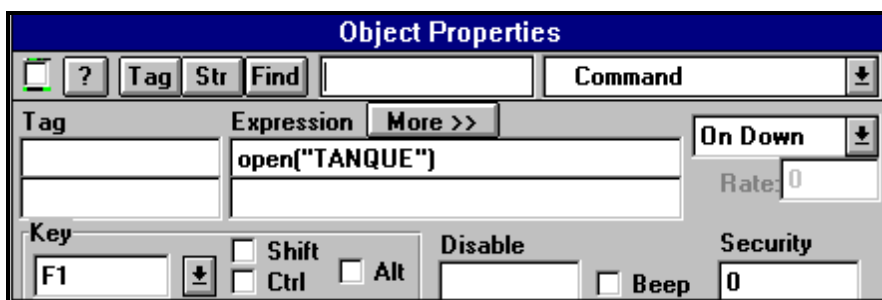 Object Properties
? Tag Str Find Command
Tag Expression More >> On Down
open("TANQUE")
Rate: 0
Key Shift Disable Security
F1 Ctrl Alt Beep 0